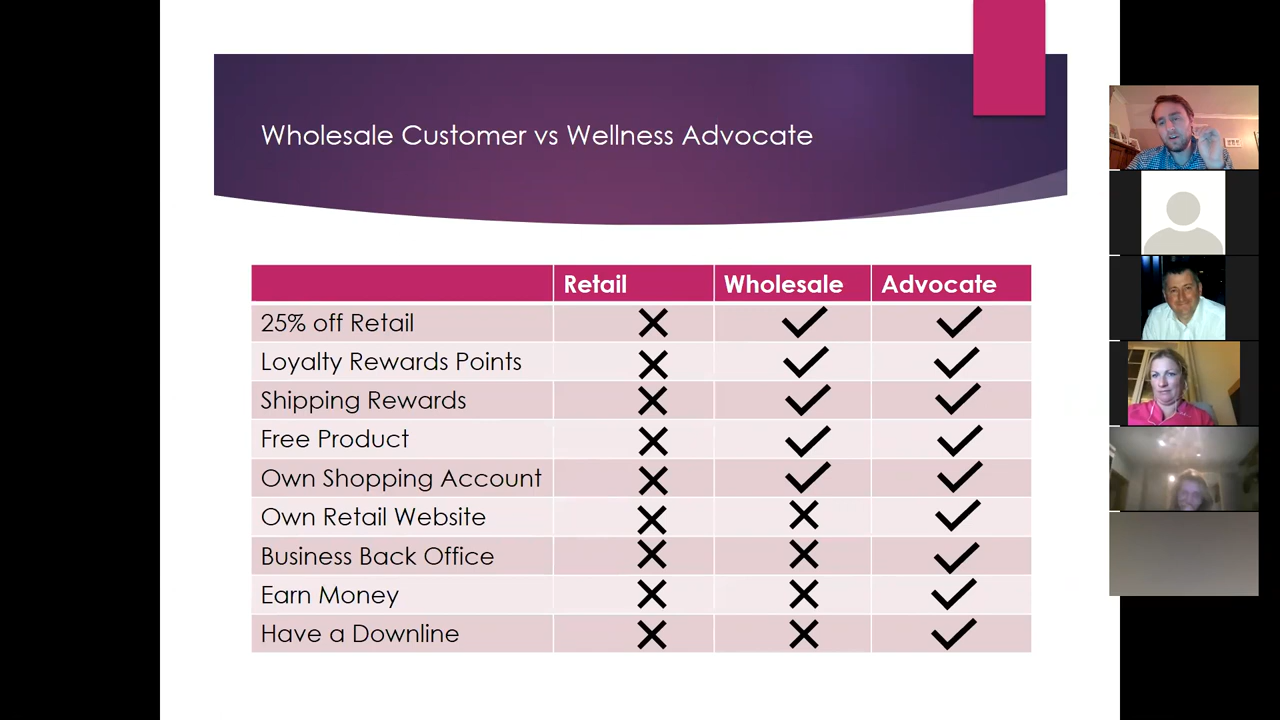 Wholesale Customer vs Wellness Advocate
Retail Wholesale Advocate
25% off Retail
Loyalty Rewards Points
Shipping Rewards
Free Product
Own Shopping Account
Own Retail Website
Business Back Office
Earn Money
Have a Downline